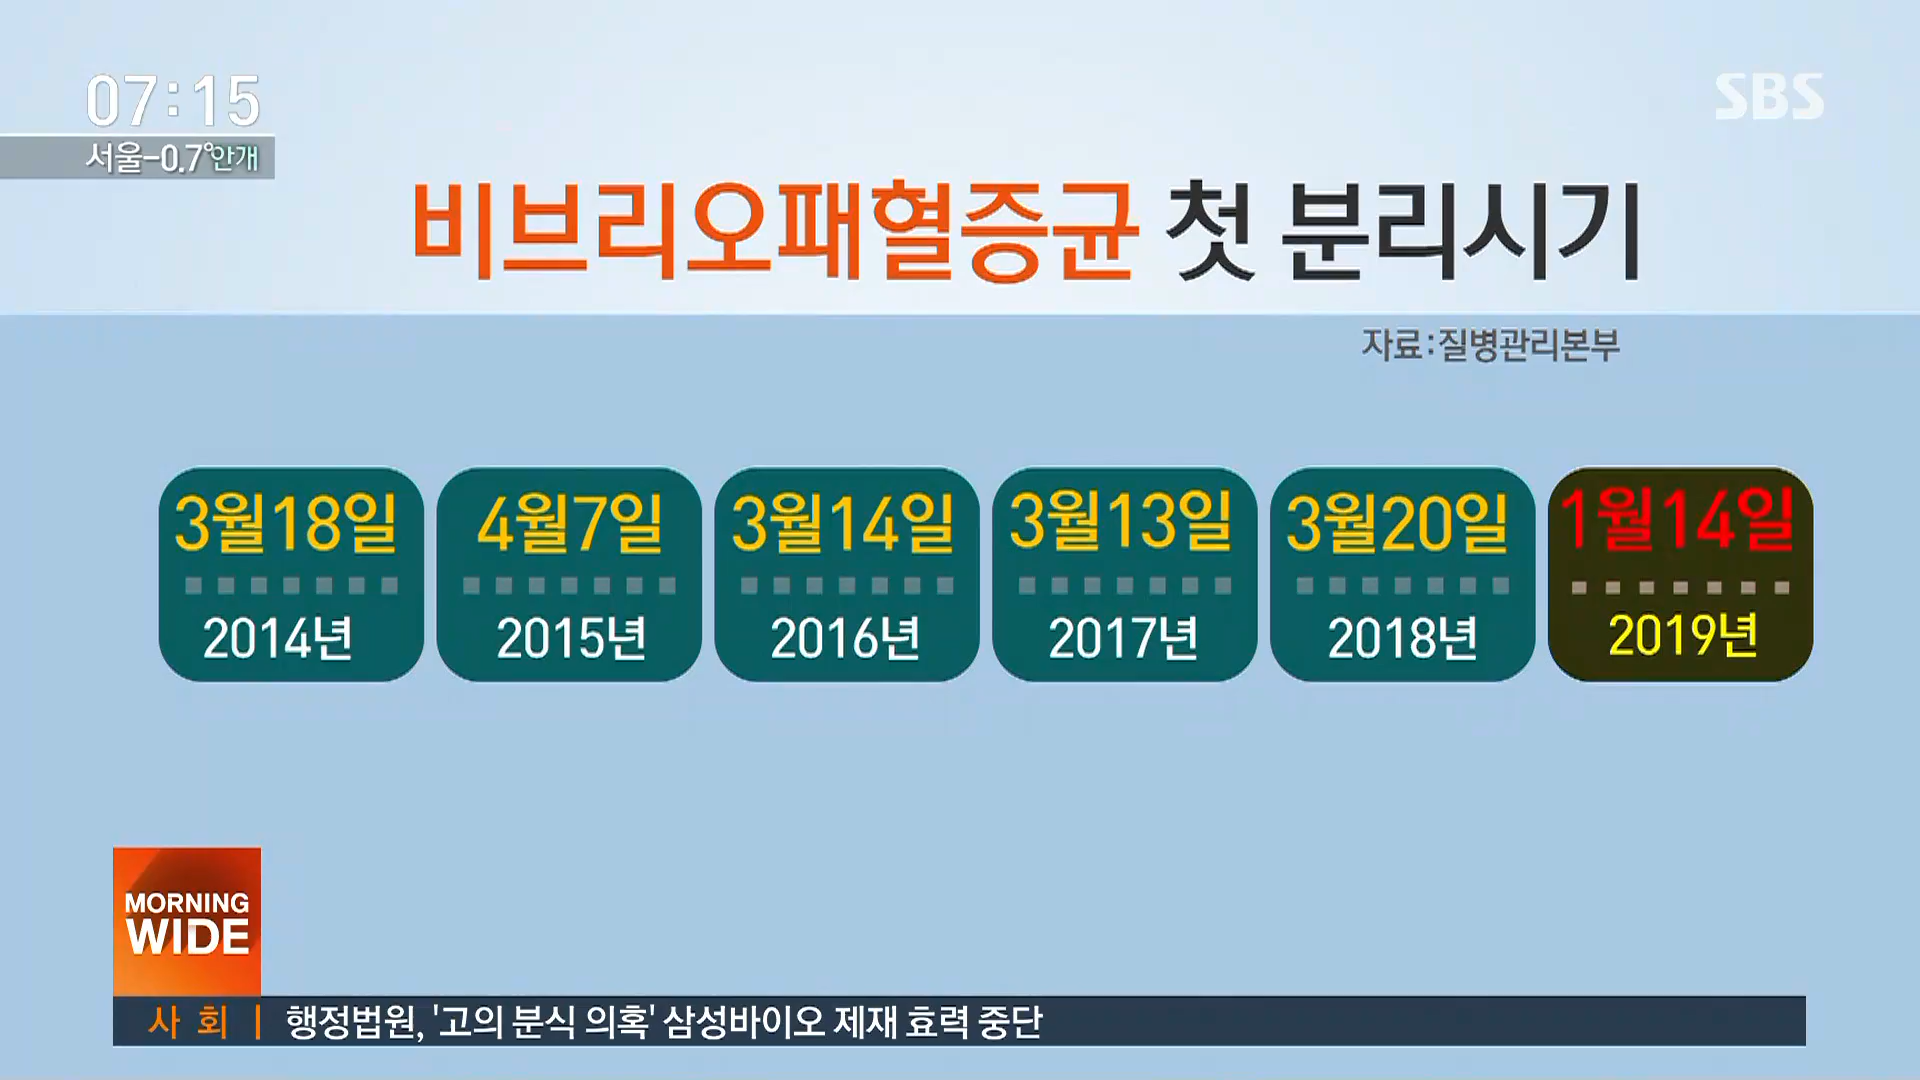 07:15
SBS
서울-0.7°안개
비브리오패혈증균 첫 분리시기
자료:질병관리본부
3월18일 4월7일 3월14일 3월13일 3월20일 1월14일
2014년 2015년 2016년 2017년 2018년 2019년
MORNING
WIDE
사 회 | 행정법원, '고의 분식 의혹' 삼성바이오 제재 효력 중단